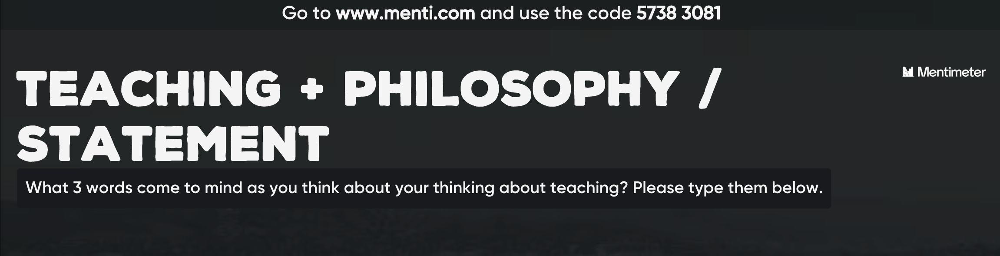 Go to www.menti.com and use the code 5738 3081
Mentimeter
TEACHING + PHILOSOPHY /
STATEMENT
What 3 words come to mind as you think about your thinking about teaching? Please type them below.